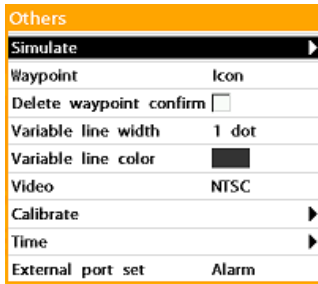 Others
Simulate
Waypoint Icon
Delete waypoint confirm
Variable line width 1 dot
Variable line color
Video NTSC
Calibrate
Time
External port set Alarm